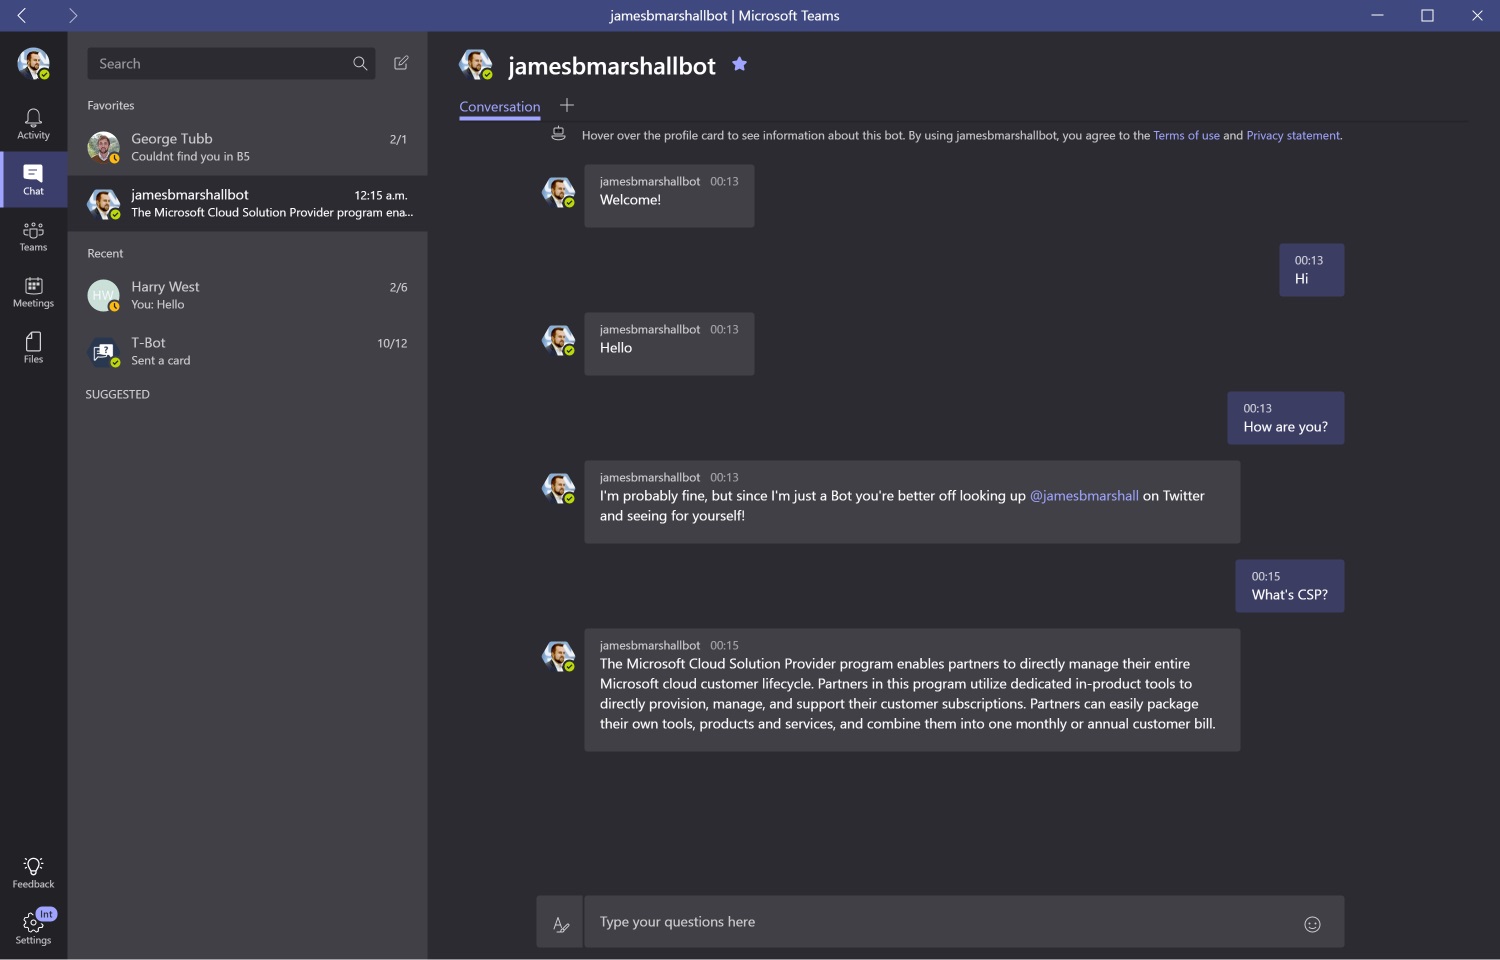 jamesbmarshallbot | Microsoft Teams
Activity
Chat
Teams
Meetings
Files
Feedback
Int
Settings
Search
Favorites
George Tubb 2/1
Couldnt find you in B5
jamesbmarshallbot 12:15 a.m.
The Microsoft Cloud Solution Provider program ena...
Recent
HW
Harry West 2/6
You: Hello
T-Bot 10/12
Sent a card
SUGGESTED
jamesbmarshallbot
Conversation
Hover over the profile card to see information about this bot. By using jamesbmarshallbot, you agree to the Terms of use and Privacy statement.
jamesbmarshallbot 00:13
Welcome!
00:13
Hi
jamesbmarshallbot 00:13
Hello
00:13
How are you?
jamesbmarshallbot 00:13
I'm probably fine, but since I'm just a Bot you're better off looking up @jamesbmarshall on Twitter
and seeing for yourself!
00:15
What's CSP?
jamesbmarshallbot 00:15
The Microsoft Cloud Solution Provider program enables partners to directly manage their entire
Microsoft cloud customer lifecycle. Partners in this program utilize dedicated in-product tools to
directly provision, manage, and support their customer subscriptions. Partners can easily package
their own tools, products and services, and combine them into one monthly or annual customer bill.
Type your questions here